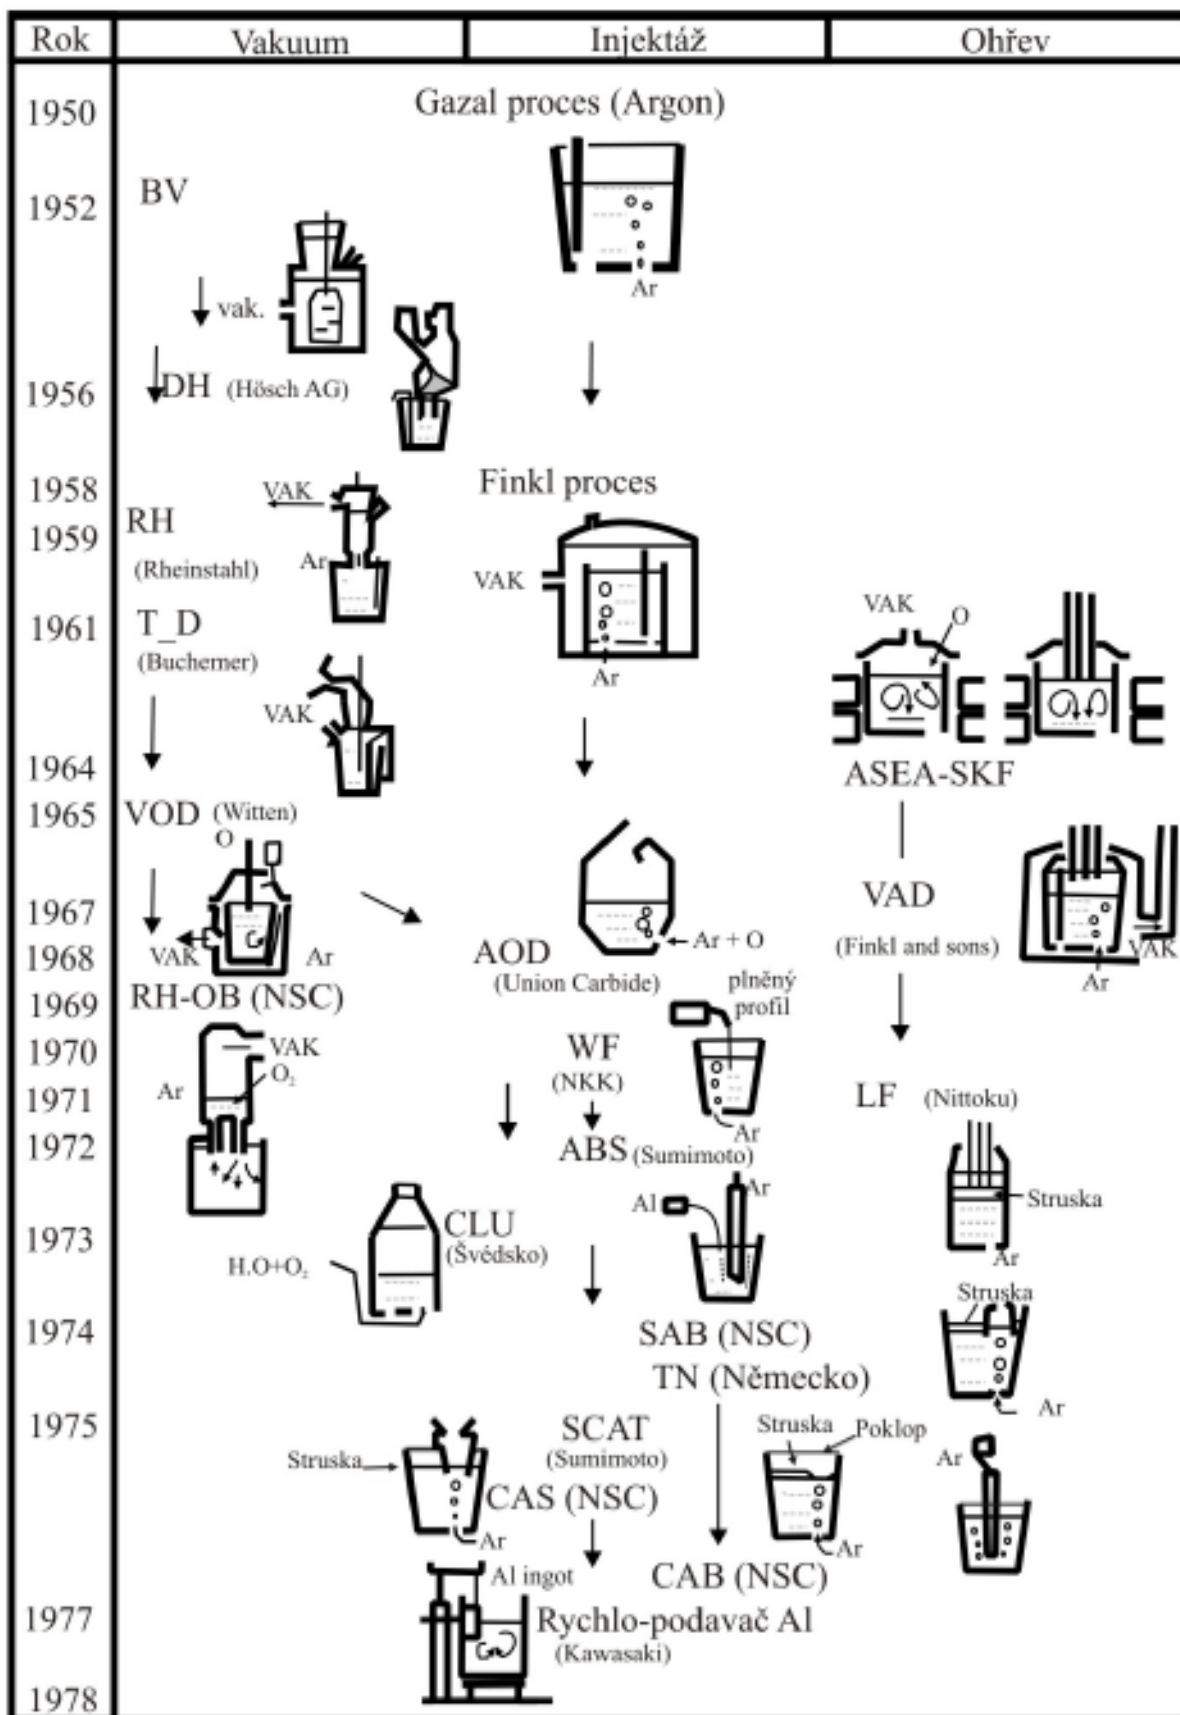 Rok Vakuum Injektáž Ohřev
1950 Gazal proces (Argon)
BV
1952
Ar
vak.
1956 DH (Hösch AG)
1958 VAK Finkl proces
1959 RH
(Rheinstahl) Ar
VAK
VAK O
1961 T_D
(Buchemer)
Ar
VAK
1964 ASEA-SKF
1965 VOD (Witten)
O
VAD
1967
1968 VAK Ar AOD Ar + O (Finkl and sons) VAK
(Union Carbide) plněný Ar
1969 RH-OB (NSC) profil
1970 VAK WF
O₂ (NKK)
1971 Ar LF (Nittoku)
Ar
1972 ABS (Sumimoto)
Al Ar Struska
1973 CLU
(Švédsko)
H.O+O₂ Ar
Struska
1974 SAB (NSC)
TN (Německo)
Ar
1975 SCAT Struska Poklop
Struska (Sumimoto) Ar
CAS (NSC)
Ar Ar
Al ingot CAB (NSC)
1977 Rychlo-podavač Al
(Kawasaki)
1978